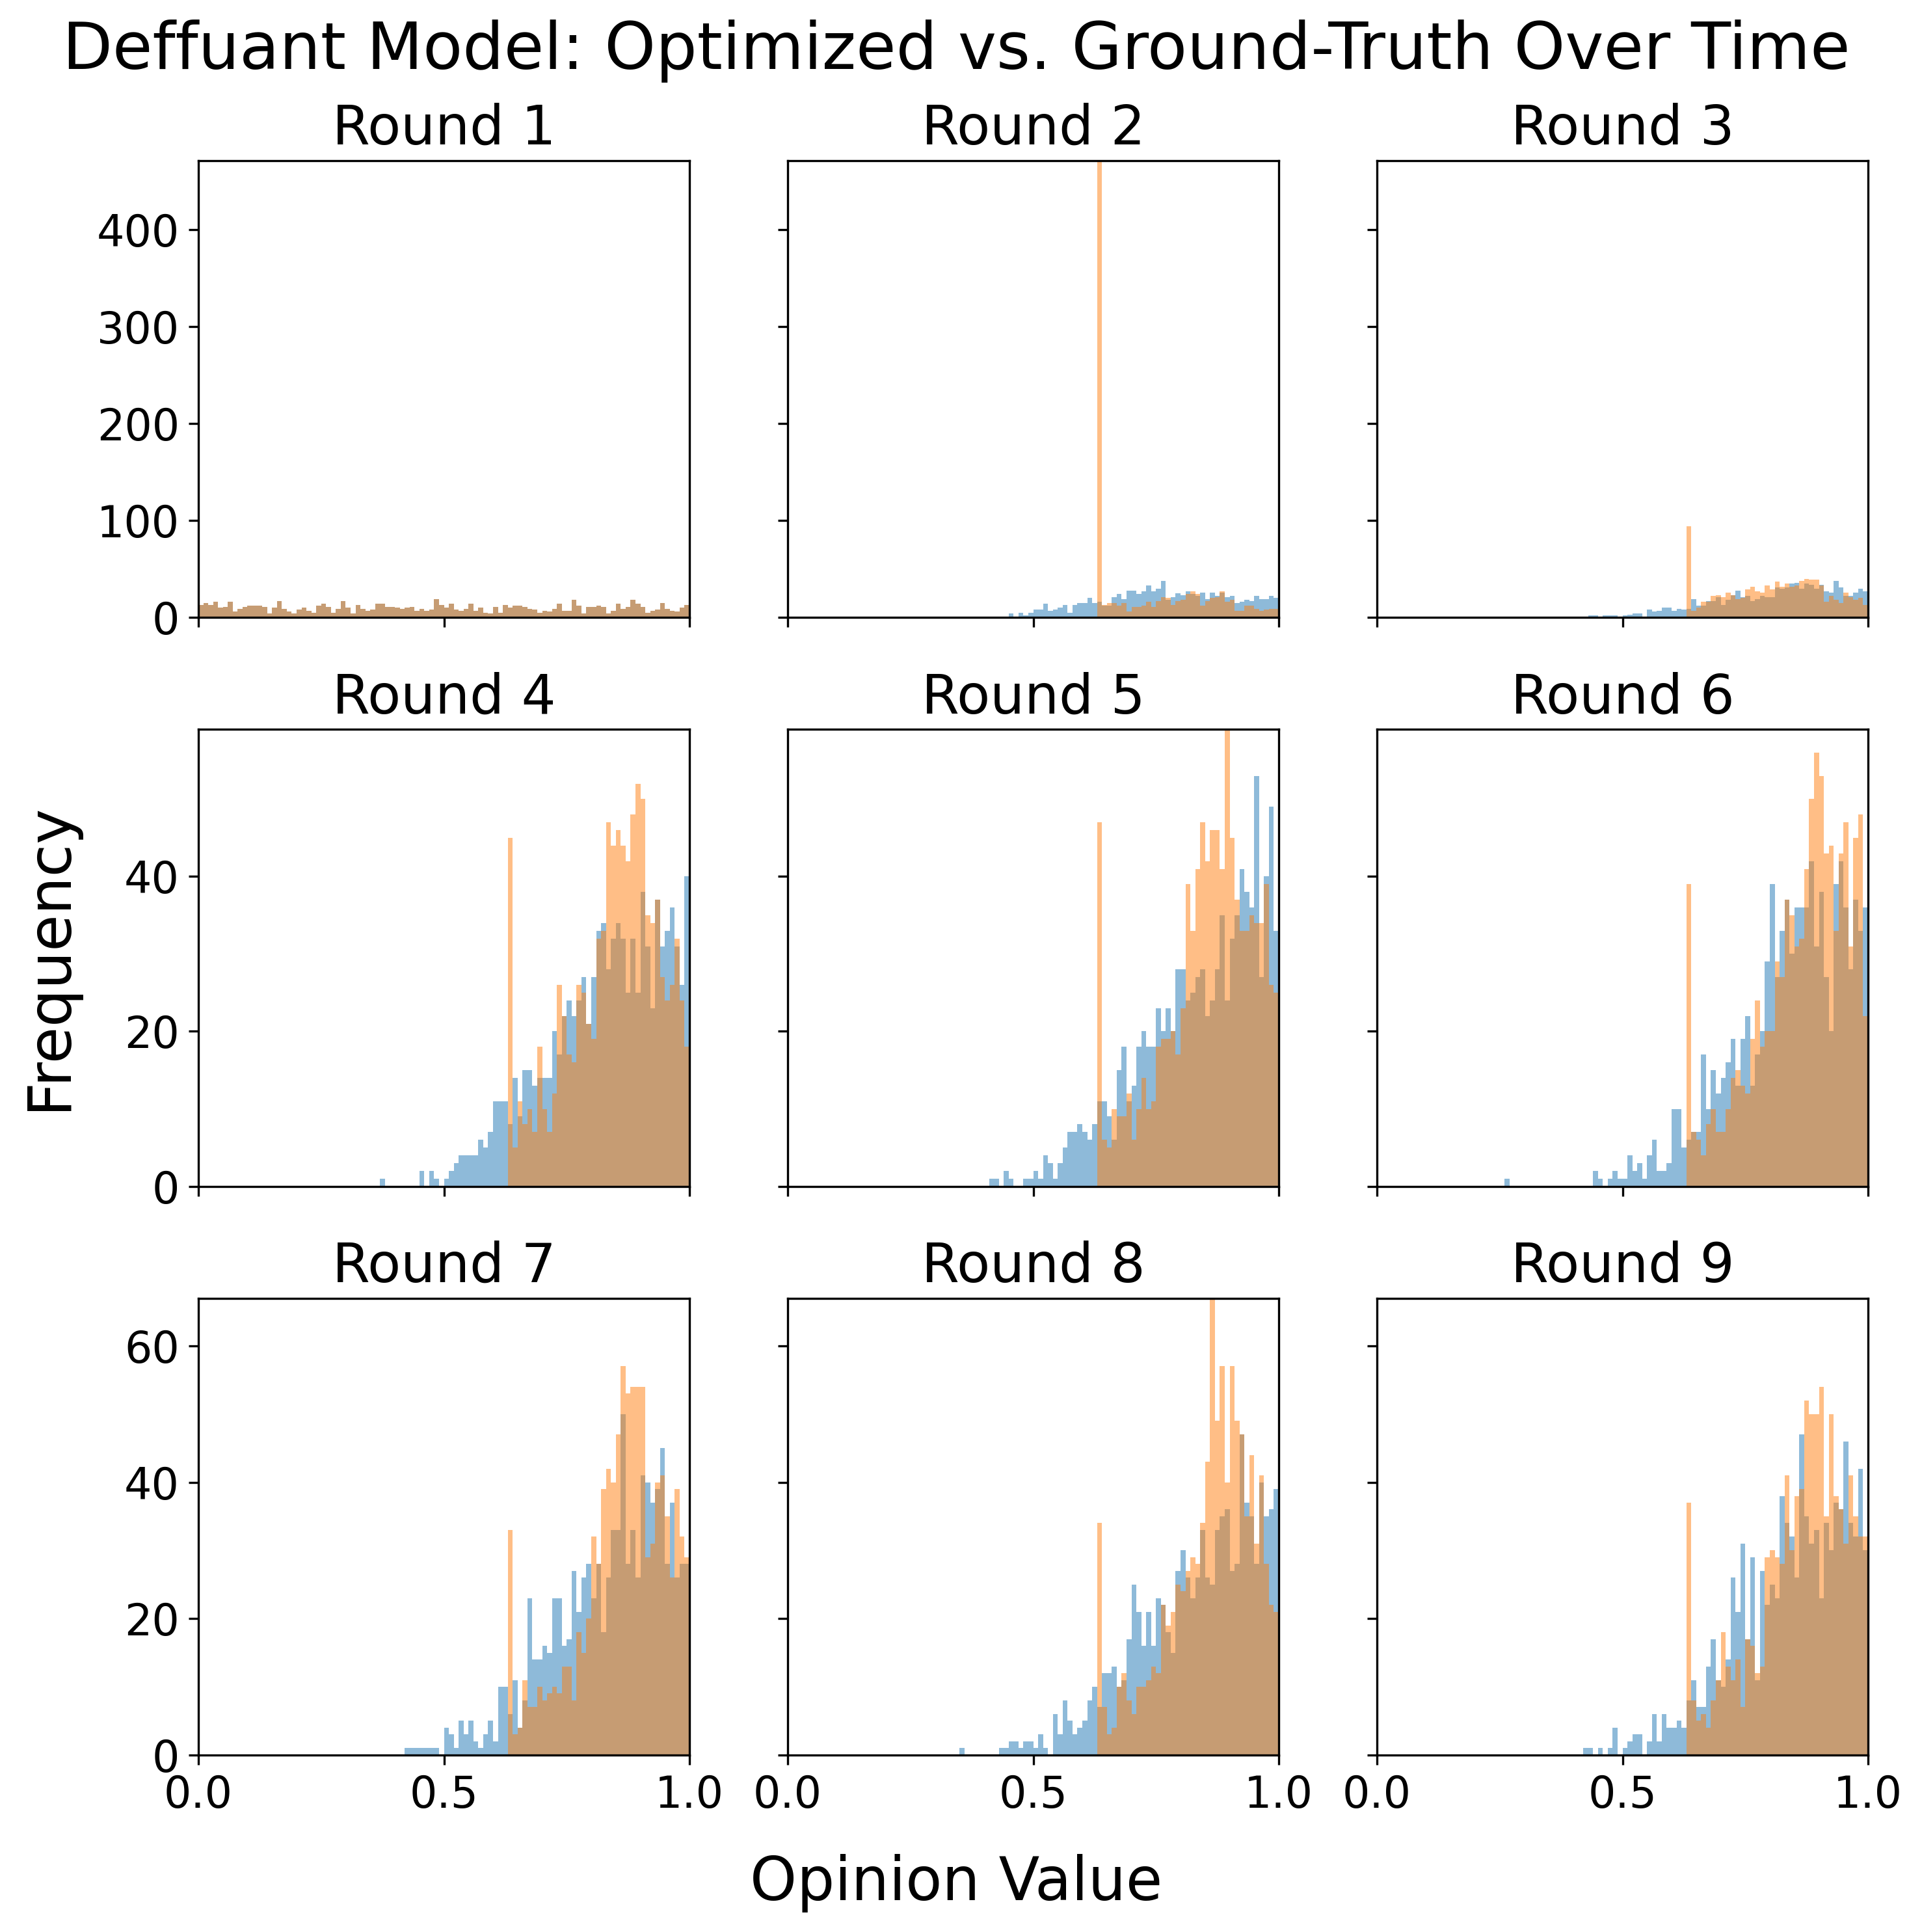 Deffuant Model: Optimized vs. Ground-Truth Over Time
Round 1
Round 2
Round 3
400
300
200
100
0
Round 4
Round 5
Round 6
Frequency
40
20
0
Round 7
Round 8
Round 9
60
40
20
0
0.0 0.5 1.0 0.0 0.5 1.0 0.0 0.5 1.0
Opinion Value